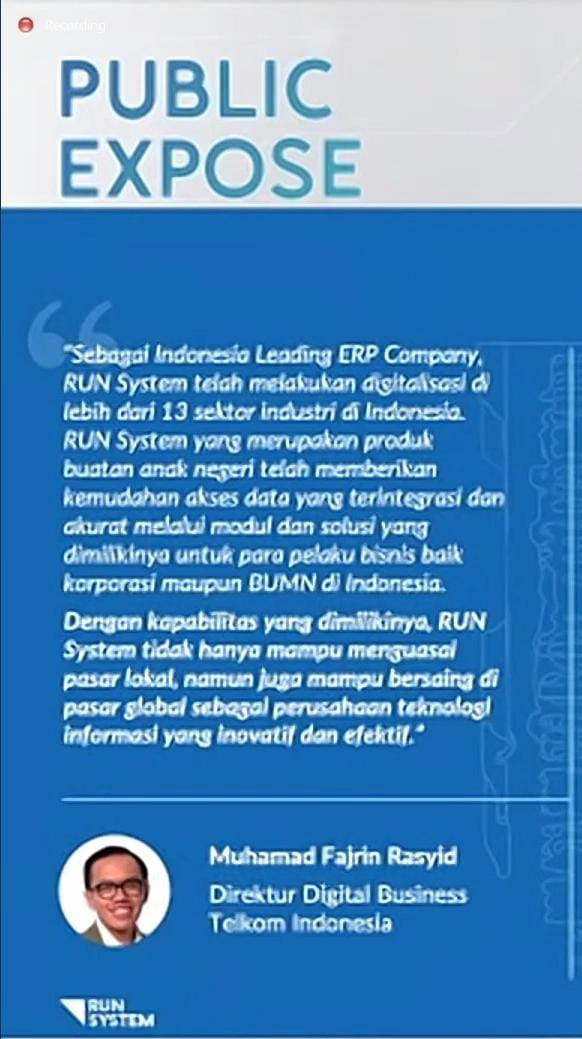 Recording
PUBLIC
EXPOSE
"Sebagai Indonesia Leading ERP Company,
RUN System telah melakukan digitalisasi di
lebih dari 13 sektor industri di Indonesia.
RUN System yang merupakan produk
buatan anak negeri telah memberikan
kemudahan akses data yang terintegrasi dan
akurat melalui modul dan solusi yang
dimilikinya untuk para pelaku bisnis baik
korporasi maupun BUMN di Indonesia.
Dengan kapabilitas yang dimilikinya, RUN
System tidak hanya mampu menguasai
pasar lokal, namun juga mampu bersaing di
pasar global sebagai perusahaan teknologi
informasi yang inovatif dan efektif."
Muhamad Fajrin Rasyid
Direktur Digital Business
Telkom Indonesia
RUN
SYSTEM